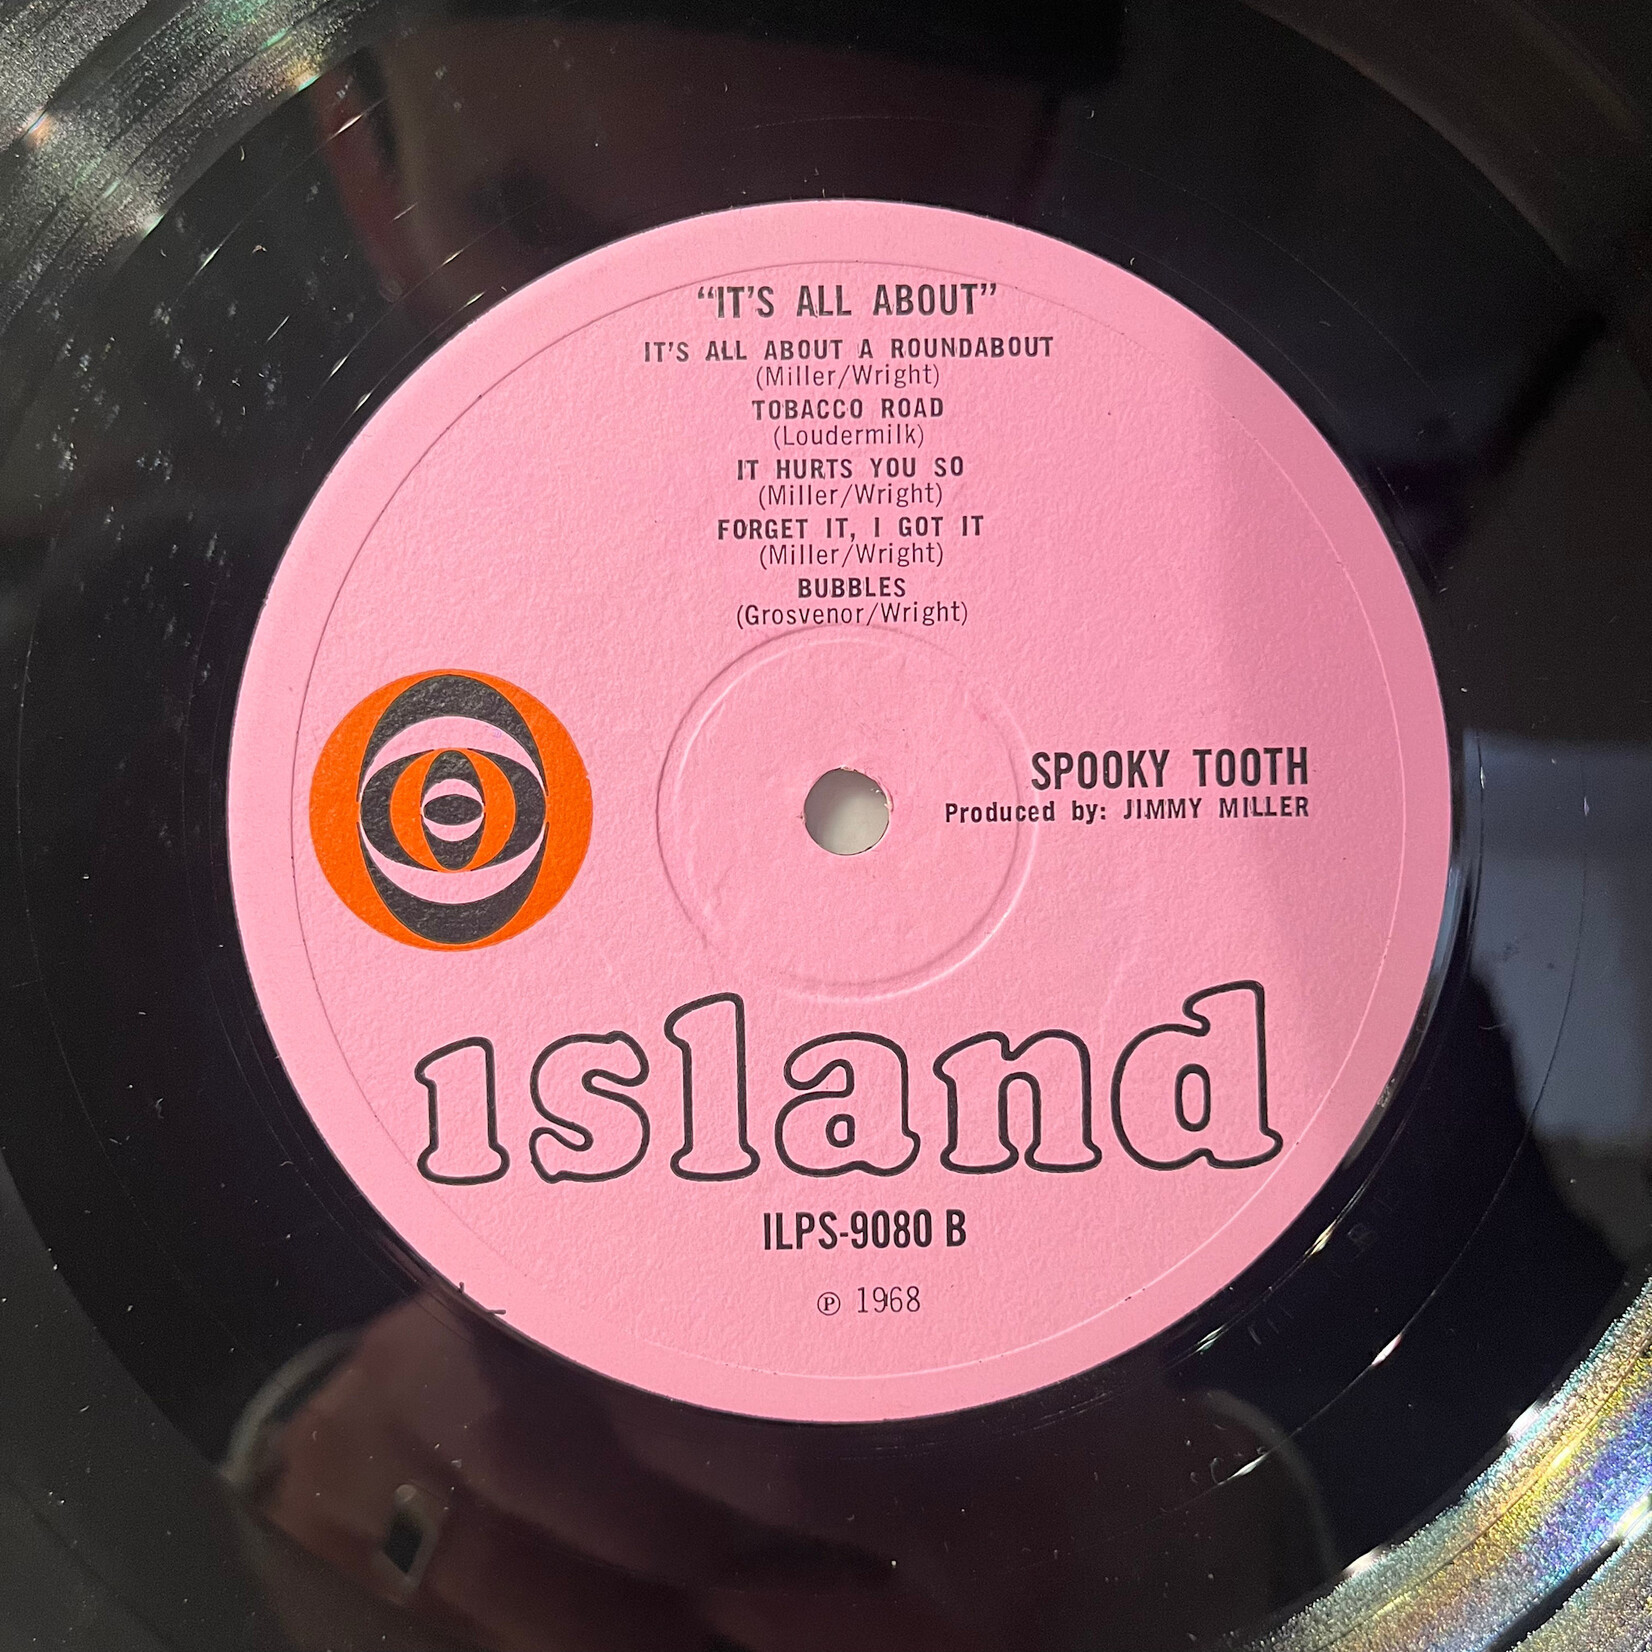 “IT'S ALL ABOUT”
IT'S ALL ABOUT A ROUNDABOUT
(Miller/Wright)
TOBACCO ROAD
(Loudermilk)
IT HURTS YOU SO
(Miller/Wright)
FORGET IT, I GOT IT
(Miller/Wright)
BUBBLES
(Grosvenor/Wright)
SPOOKY TOOTH
Produced by: JIMMY MILLER
island
ILPS-9080 B
℗ 1968